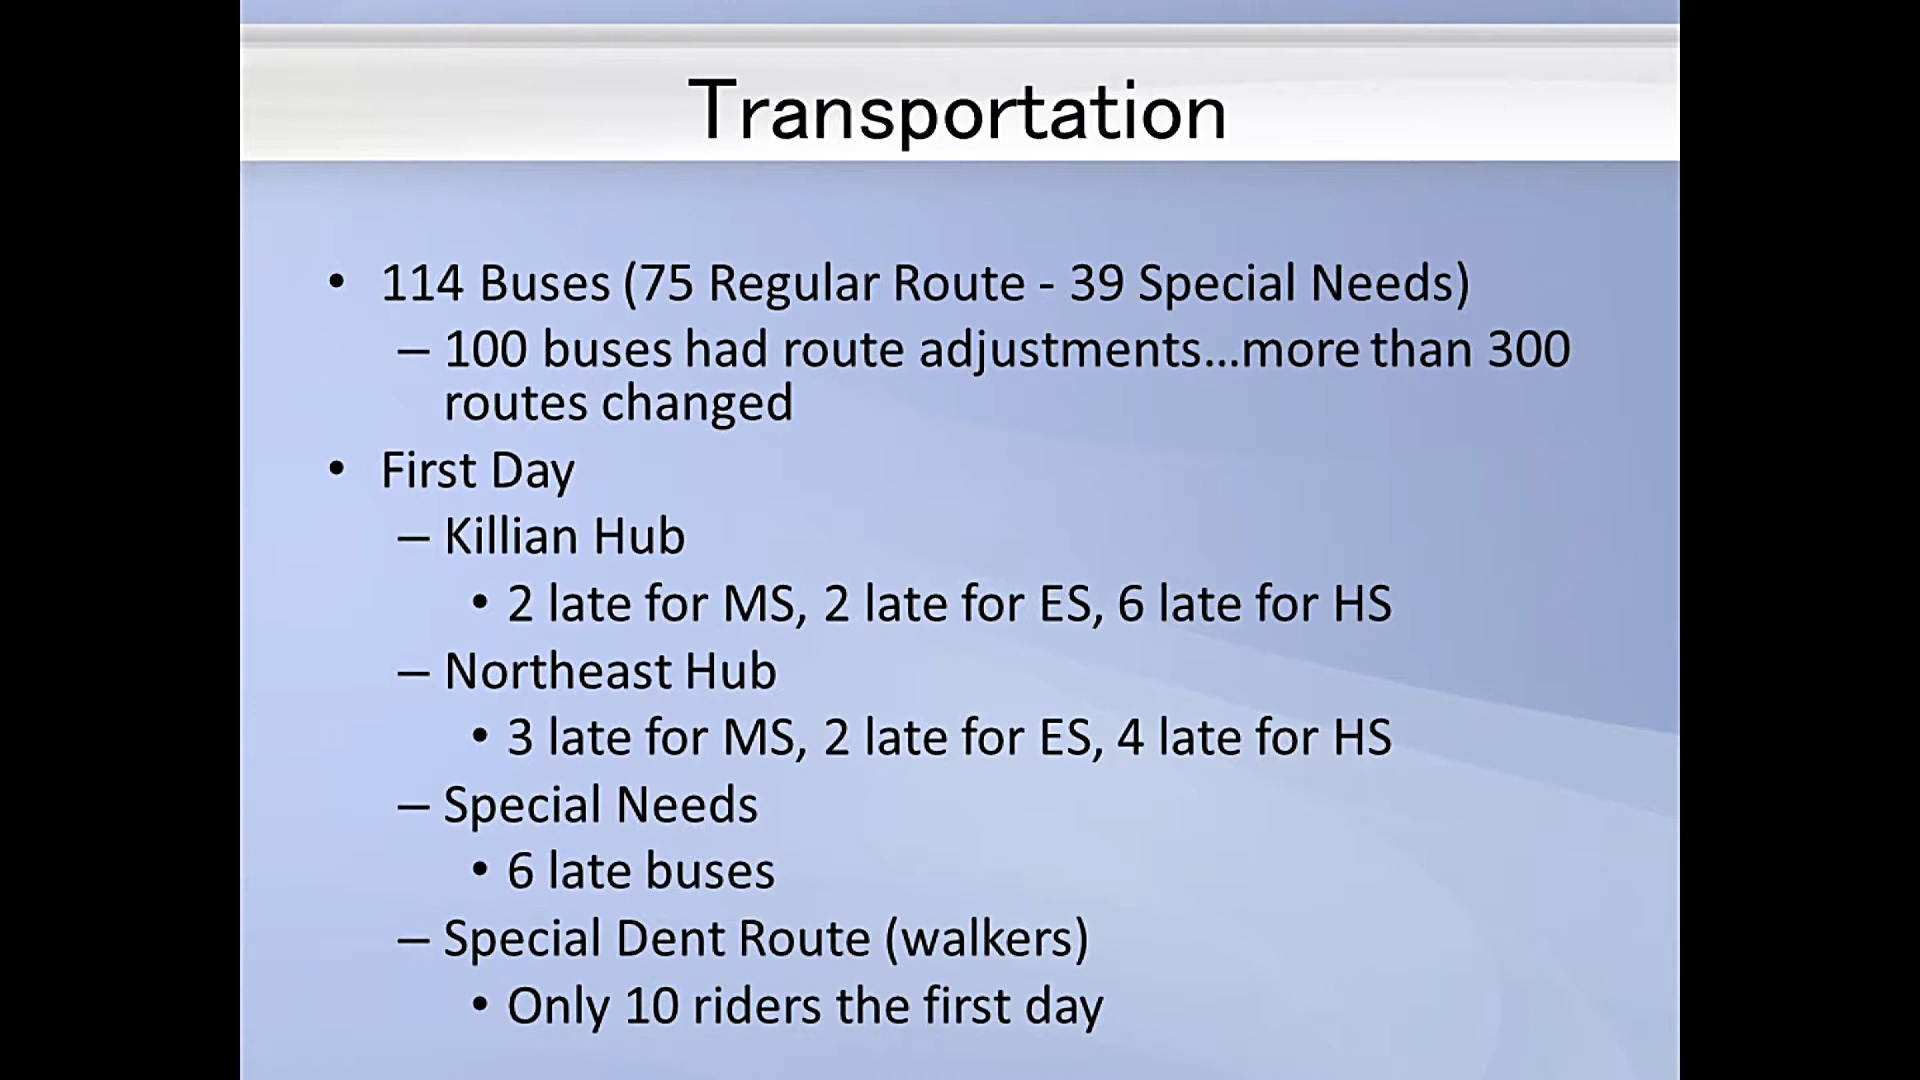 Transportation
• 114 Buses (75 Regular Route - 39 Special Needs)
– 100 buses had route adjustments...more than 300
routes changed
• First Day
– Killian Hub
• 2 late for MS, 2 late for ES, 6 late for HS
– Northeast Hub
• 3 late for MS, 2 late for ES, 4 late for HS
– Special Needs
• 6 late buses
– Special Dent Route (walkers)
• Only 10 riders the first day